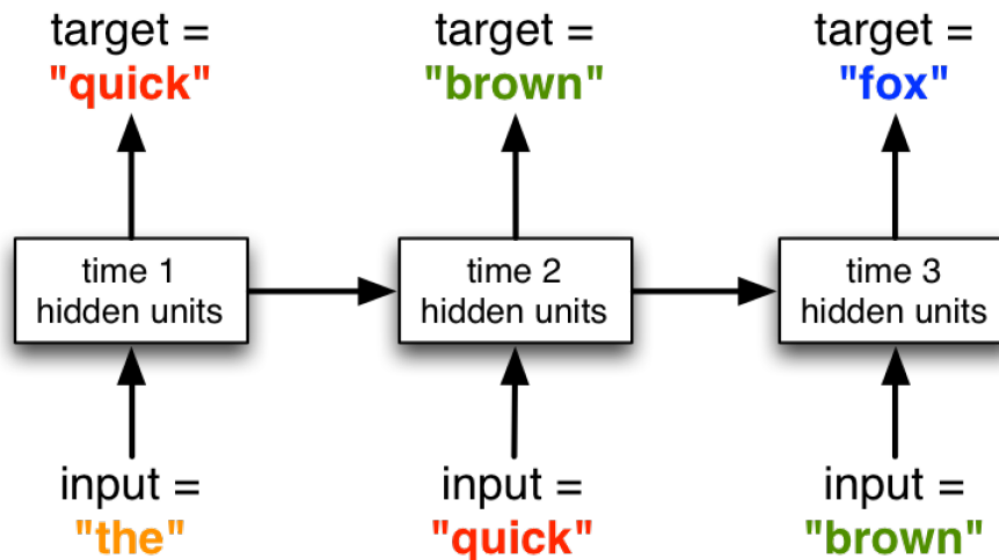 target =
"quick"
target =
"brown"
target =
"fox"
time 1
hidden units
time 2
hidden units
time 3
hidden units
input =
"the"
input =
"quick"
input =
"brown"